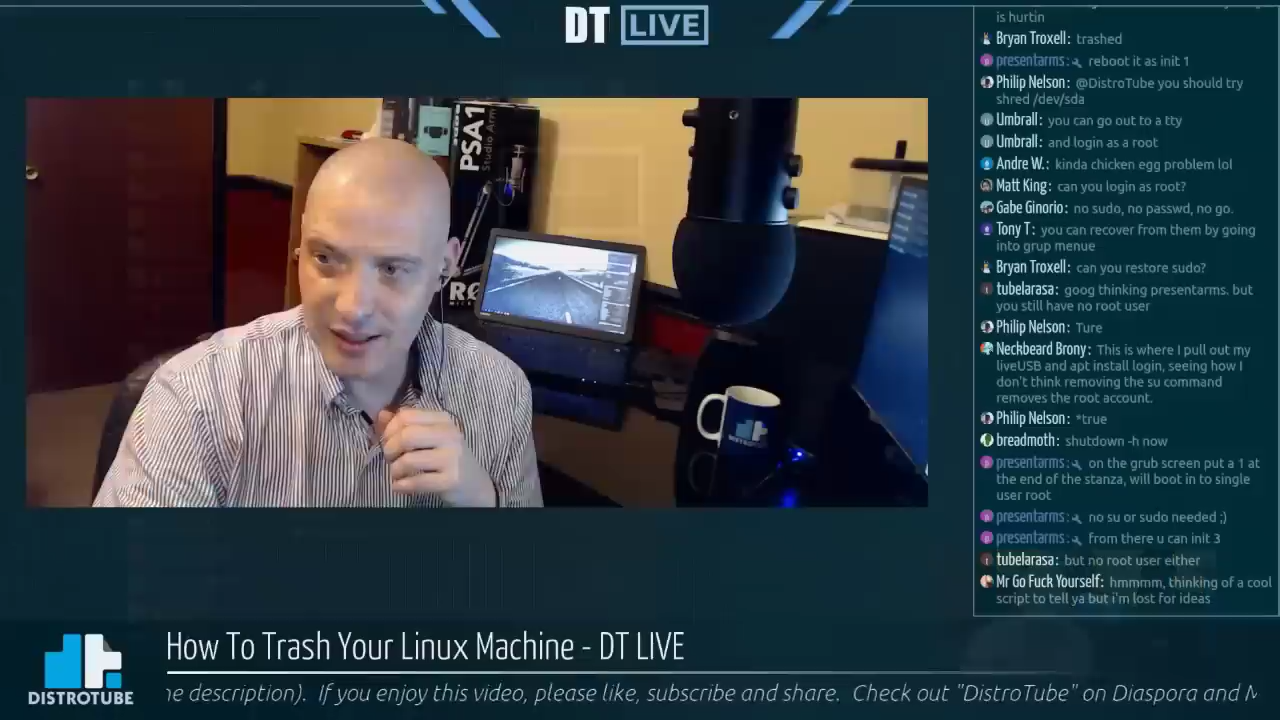 DT LIVE
is hurtin
Bryan Troxell: trashed
presentarms: reboot it as init 1
Philip Nelson: @DistroTube you should try
shred /dev/sda
Umbrall: you can go out to a tty
Umbrall: and login as a root
Andre W.: kinda chicken egg problem lol
Matt King: can you login as root?
Gabe Ginorio: no sudo, no passwd, no go.
Tony T: you can recover from them by going
into grup menue
Bryan Troxell: can you restore sudo?
tubelarasa: goog thinking presentarms. but
you still have no root user
Philip Nelson: Ture
Neckbeard Brony: This is where I pull out my
liveUSB and apt install login, seeing how I
don't think removing the su command
removes the root account.
Philip Nelson: *true
breadmoth: shutdown -h now
presentarms: on the grub screen put a 1 at
the end of the stanza, will boot in to single
user root
presentarms: no su or sudo needed ;)
presentarms: from there u can init 3
tubelarasa: but no root user either
Mr Go Fuck Yourself: hmmmm, thinking of a cool
script to tell ya but i'm lost for ideas
PSA1
Studio Arm
DISTROTUBE
How To Trash Your Linux Machine - DT LIVE
DISTROTUBE
ne description). If you enjoy this video, please like, subscribe and share. Check out "DistroTube" on Diaspora and M